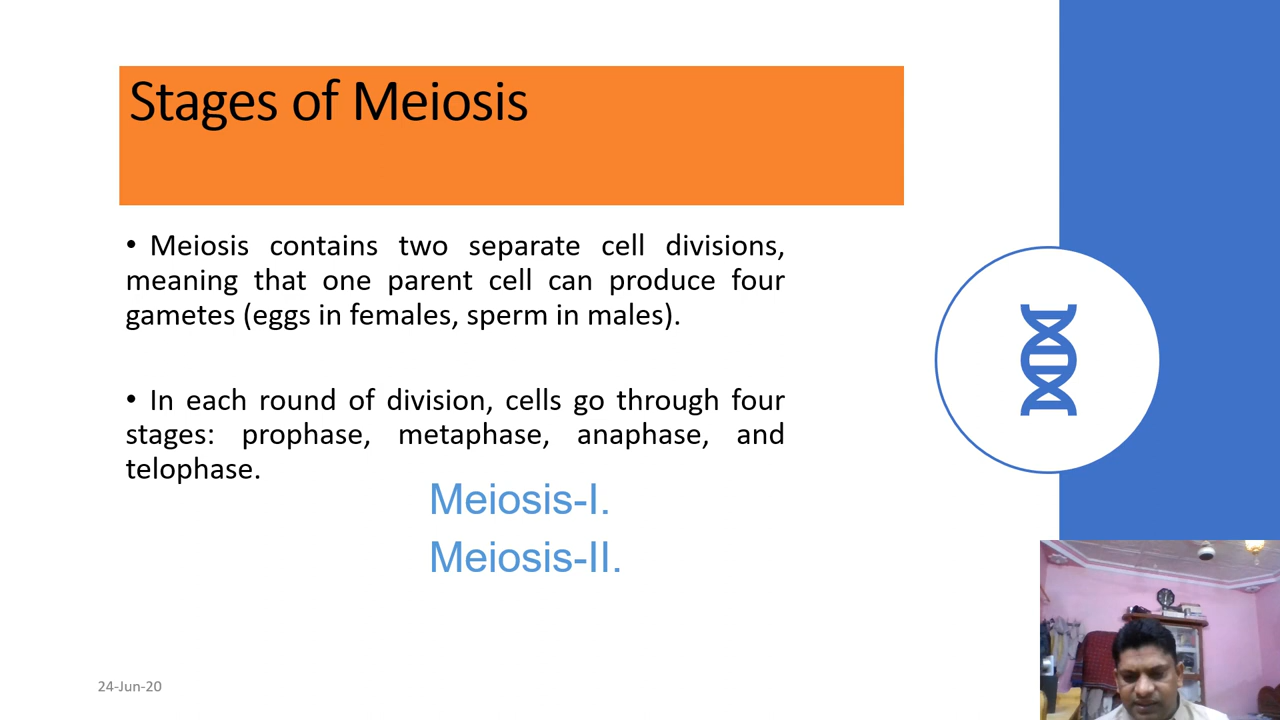 Stages of Meiosis
• Meiosis contains two separate cell divisions,
meaning that one parent cell can produce four
gametes (eggs in females, sperm in males).
• In each round of division, cells go through four
stages: prophase, metaphase, anaphase, and
telophase.
Meiosis-I.
Meiosis-II.
24-Jun-20